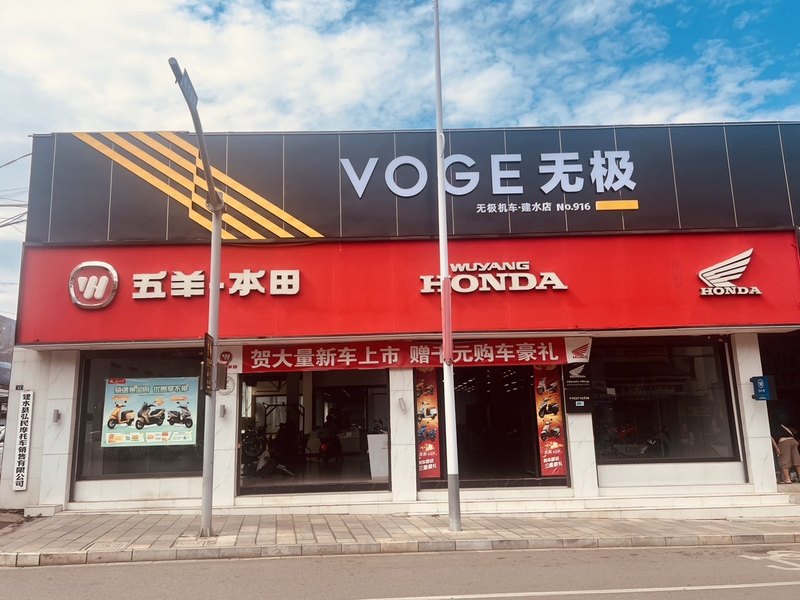 VOGE 无极
无极机车·建水店 No.916
五羊-本田
WUYANG
HONDA
HONDA
贺大量新车上市 赠千元购车豪礼
建水县弘民摩托车销售有限公司
Honda